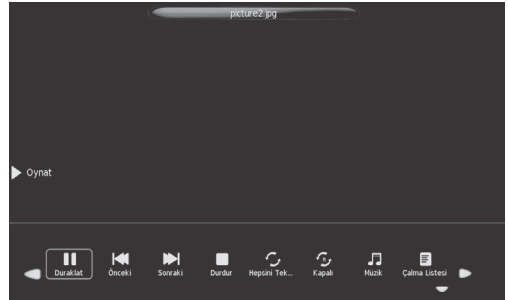 picture2.jpg
Oynat
Duraklat
Önceki
Sonraki
Durdur
Hepsini Tek...
Kapalı
Müzik
Çalma Listesi